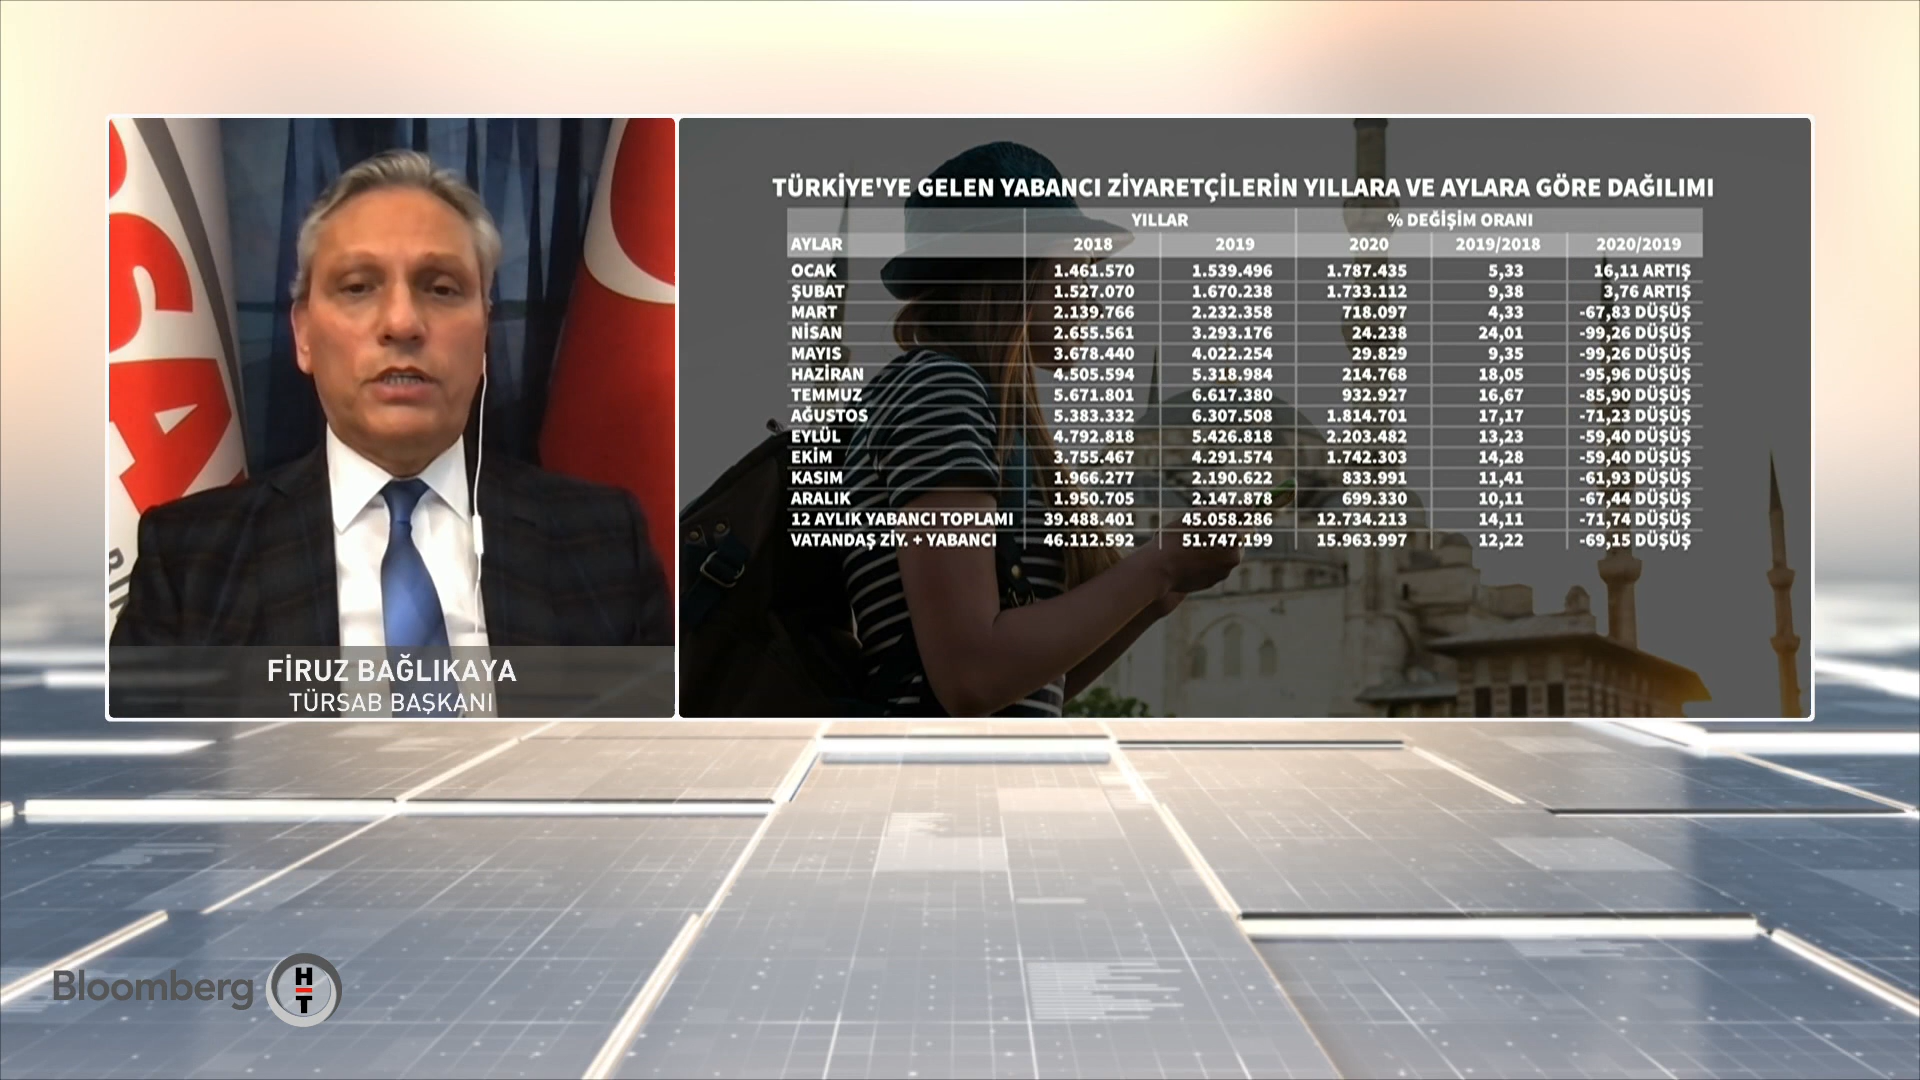 TÜRKİYE'YE GELEN YABANCI ZİYARETÇİLERİN YILLARA VE AYLARA GÖRE DAĞILIMI
YILLAR % DEĞİŞİM ORANI
AYLAR 2018 2019 2020 2019/2018 2020/2019
OCAK 1.461.570 1.539.496 1.787.435 5,33 16,11 ARTIŞ
ŞUBAT 1.527.070 1.670.238 1.733.112 9,38 3,76 ARTIŞ
MART 2.139.766 2.232.358 718.097 4,33 -67,83 DÜŞÜŞ
NİSAN 2.655.561 3.293.176 24.238 24,01 -99,26 DÜŞÜŞ
MAYIS 3.678.440 4.022.254 29.829 9,35 -99,26 DÜŞÜŞ
HAZİRAN 4.505.594 5.318.984 214.768 18,05 -95,96 DÜŞÜŞ
TEMMUZ 5.671.801 6.617.380 932.927 16,67 -85,90 DÜŞÜŞ
AĞUSTOS 5.383.332 6.307.508 1.814.701 17,17 -71,23 DÜŞÜŞ
EYLÜL 4.792.818 5.426.818 2.203.482 13,23 -59,40 DÜŞÜŞ
EKİM 3.755.467 4.291.574 1.742.303 14,28 -59,40 DÜŞÜŞ
KASIM 1.966.277 2.190.622 833.991 11,41 -61,93 DÜŞÜŞ
ARALIK 1.950.705 2.147.878 699.330 10,11 -67,44 DÜŞÜŞ
12 AYLIK YABANCI TOPLAMI 39.488.401 45.058.286 12.734.213 14,11 -71,74 DÜŞÜŞ
VATANDAŞ ZİY. + YABANCI 46.112.592 51.747.199 15.963.997 12,22 -69,15 DÜŞÜŞ
FİRUZ BAĞLIKAYA
TÜRSAB BAŞKANI
Bloomberg HT